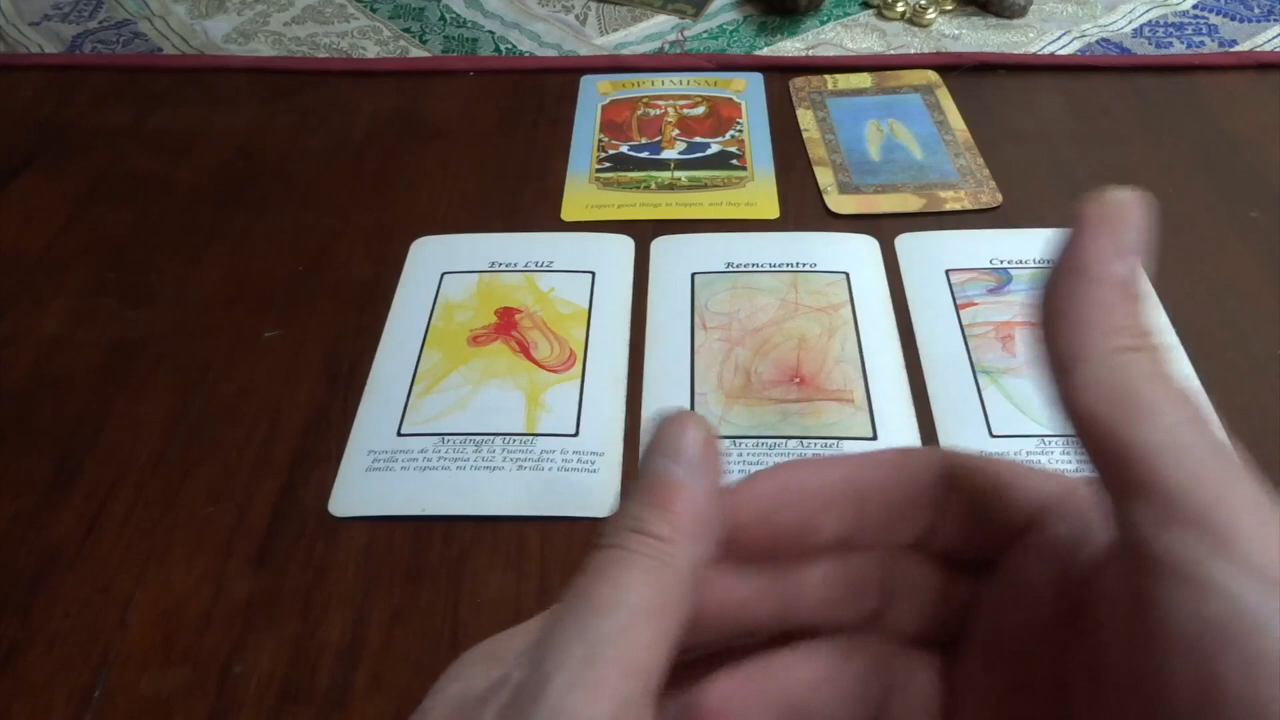 OPTIMISM
I expect good things to happen, and they do!
Eres LUZ
Arcángel Uriel:
Provienes de la LUZ, de la Fuente, por lo mismo
brilla con tu Propia LUZ. Expándete, no hay
límite, ni espacio, ni tiempo. ¡ Brilla e ilumina!
Reencuentro
Arcángel Azrael:
a reencontrar
virtudes
Creación